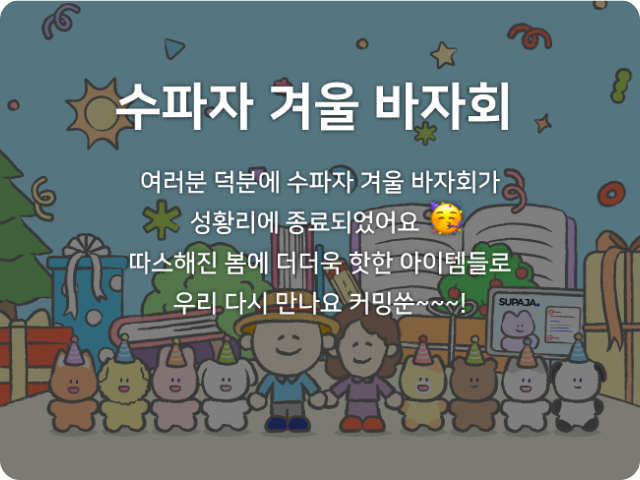 수파자 겨울 바자회
여러분 덕분에 수파자 겨울 바자회가
성황리에 종료되었어요 🥳
따스해진 봄에 더더욱 핫한 아이템들로
우리 다시 만나요 커밍쑨~~~!
SUPAJA.